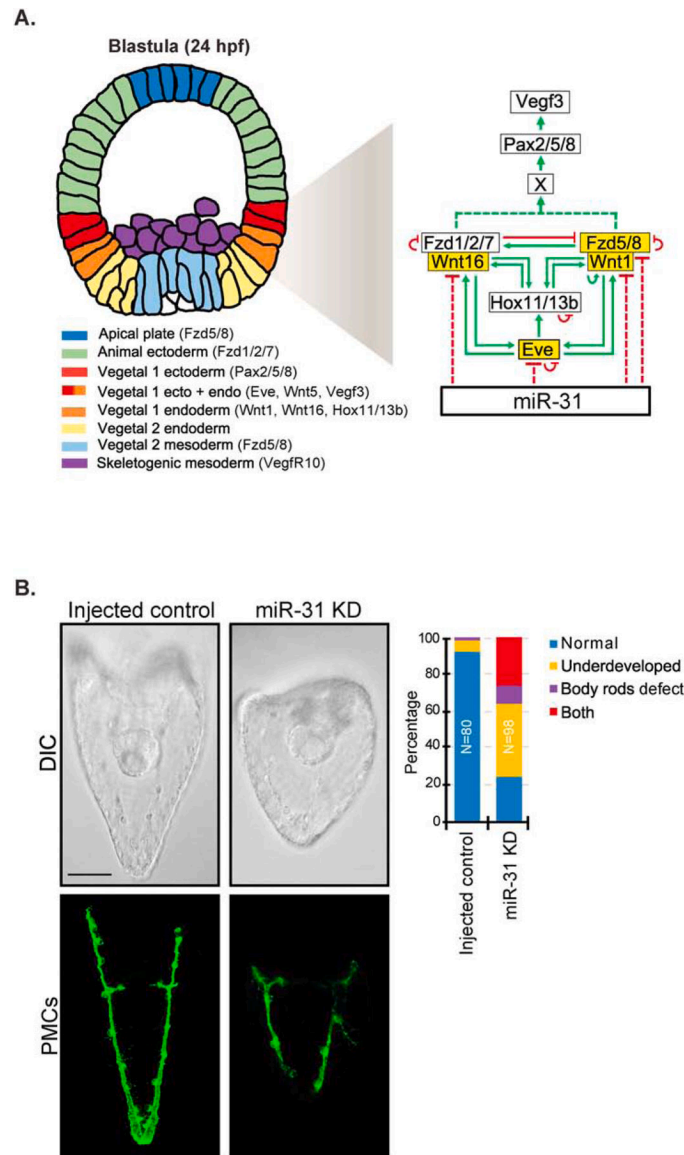 A.
Blastula (24 hpf)
Apical plate (Fzd5/8)
Animal ectoderm (Fzd1/2/7)
Vegetal 1 ectoderm (Pax2/5/8)
Vegetal 1 ecto + endo (Eve, Wnt5, Vegf3)
Vegetal 1 endoderm (Wnt1, Wnt16, Hox11/13b)
Vegetal 2 endoderm
Vegetal 2 mesoderm (Fzd5/8)
Skeletogenic mesoderm (VegfR10)
Vegf3
Pax2/5/8
X
Fzd1/2/7 Fzd5/8
Wnt16 Wnt1
Hox11/13b
Eve
miR-31
B.
Injected control miR-31 KD
DIC
PMCs
Percentage
100
80
60
40
20
0
N=80
N=98
Injected control
miR-31 KD
Normal
Underdeveloped
Body rods defect
Both